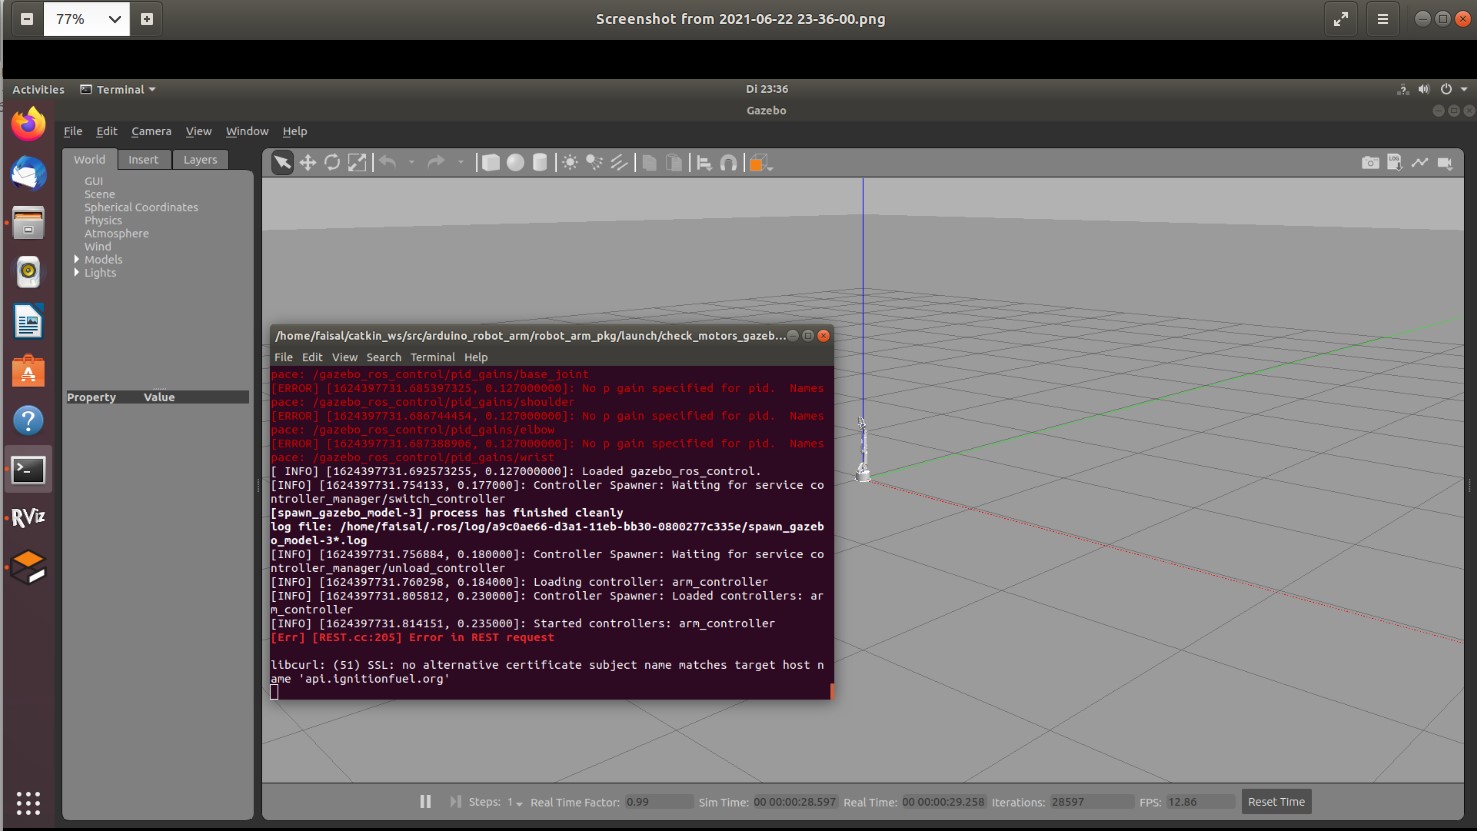 77%
Screenshot from 2021-06-22 23-36-00.png
Activities
Terminal
Di 23:36
Gazebo
File Edit Camera View Window Help
World Insert Layers
GUI
Scene
Spherical Coordinates
Physics
Atmosphere
Wind
Models
Lights
Property Value
/home/faisal/catkin_ws/src/arduino_robot_arm/robot_arm_pkg/launch/check_motors_gazeb...
File Edit View Search Terminal Help
pace: /gazebo_ros_control/pid_gains/base_joint
[ERROR] [1624397731.685397325, 0.127000000]: No p gain specified for pid.  Names
pace: /gazebo_ros_control/pid_gains/shoulder
[ERROR] [1624397731.686744454, 0.127000000]: No p gain specified for pid.  Names
pace: /gazebo_ros_control/pid_gains/elbow
[ERROR] [1624397731.687388906, 0.127000000]: No p gain specified for pid.  Names
pace: /gazebo_ros_control/pid_gains/wrist
[ INFO] [1624397731.692573255, 0.127000000]: Loaded gazebo_ros_control.
[INFO] [1624397731.754133, 0.177000]: Controller Spawner: Waiting for service co
ntroller_manager/switch_controller
[spawn_gazebo_model-3] process has finished cleanly
log file: /home/faisal/.ros/log/a9c0ae66-d3a1-11eb-bb30-0800277c335e/spawn_gazeb
o_model-3*.log
[INFO] [1624397731.756884, 0.180000]: Controller Spawner: Waiting for service co
ntroller_manager/unload_controller
[INFO] [1624397731.760298, 0.184000]: Loading controller: arm_controller
[INFO] [1624397731.805812, 0.230000]: Controller Spawner: Loaded controllers: ar
m_controller
[INFO] [1624397731.814151, 0.235000]: Started controllers: arm_controller
[Err] [REST.cc:205] Error in REST request
libcurl: (51) SSL: no alternative certificate subject name matches target host n
ame 'api.ignitionfuel.org'
RViz
Steps: 1 Real Time Factor: 0.99 Sim Time: 00 00:00:28.597 Real Time: 00 00:00:29.258 Iterations: 28597 FPS: 12.86 Reset Time